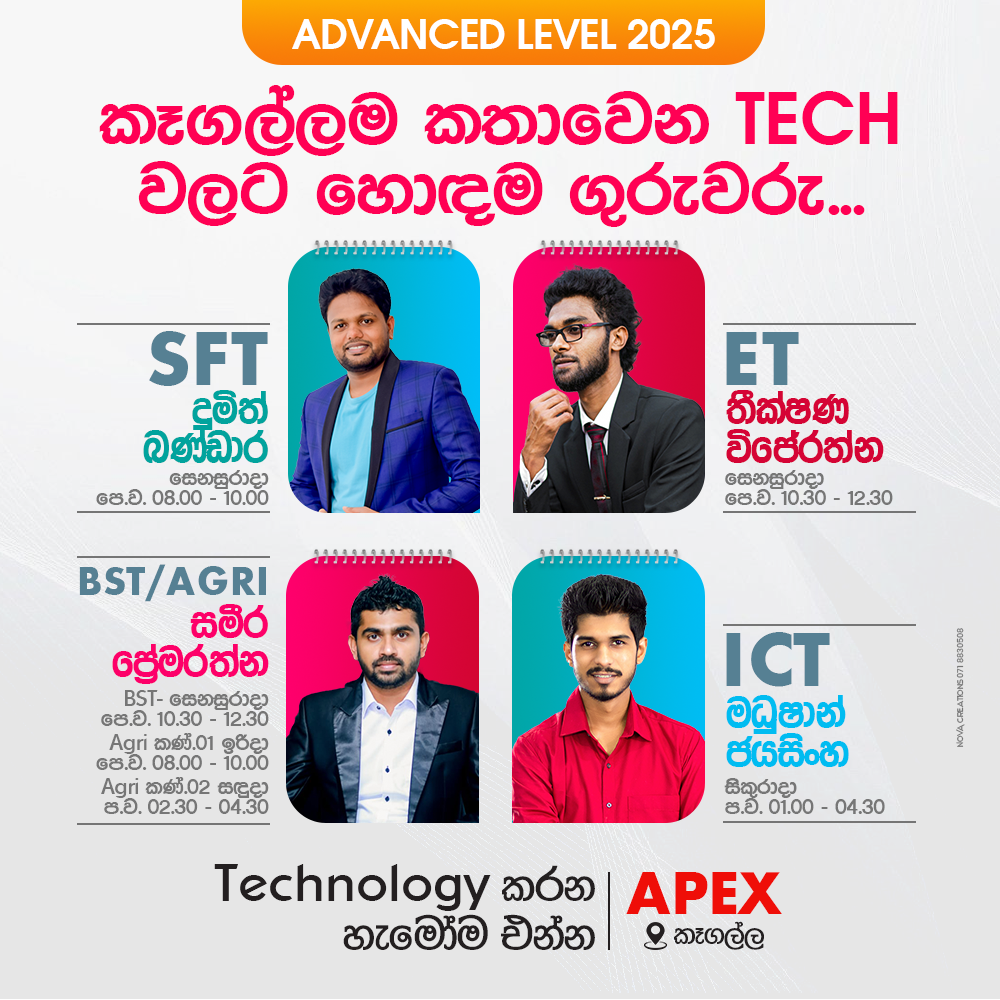 ADVANCED LEVEL 2025
කෑගල්ලම කතාවෙන TECH
වලට හොඳම ගුරුවරු...
SFT
දුමිත්
බණ්ඩාර
සෙනසුරාදා
පෙ.ව. 08.00 - 10.00
ET
තීක්ෂණ
විජේරත්න
සෙනසුරාදා
පෙ.ව. 10.30 - 12.30
BST/AGRI
සමීර
ප්‍රේමරත්න
BST- සෙනසුරාදා
පෙ.ව. 10.30 - 12.30
Agri කණ්.01 ඉරිදා
පෙ.ව. 08.00 - 10.00
Agri කණ්.02 සඳුදා
ප.ව. 02.30 - 04.30
ICT
මධුෂාන්
ජයසිංහ
සිකුරාදා
ප.ව. 01.00 - 04.30
NOVA CREATIONS 071 8830508
Technology කරන
හැමෝම එන්න
APEX
කෑගල්ල